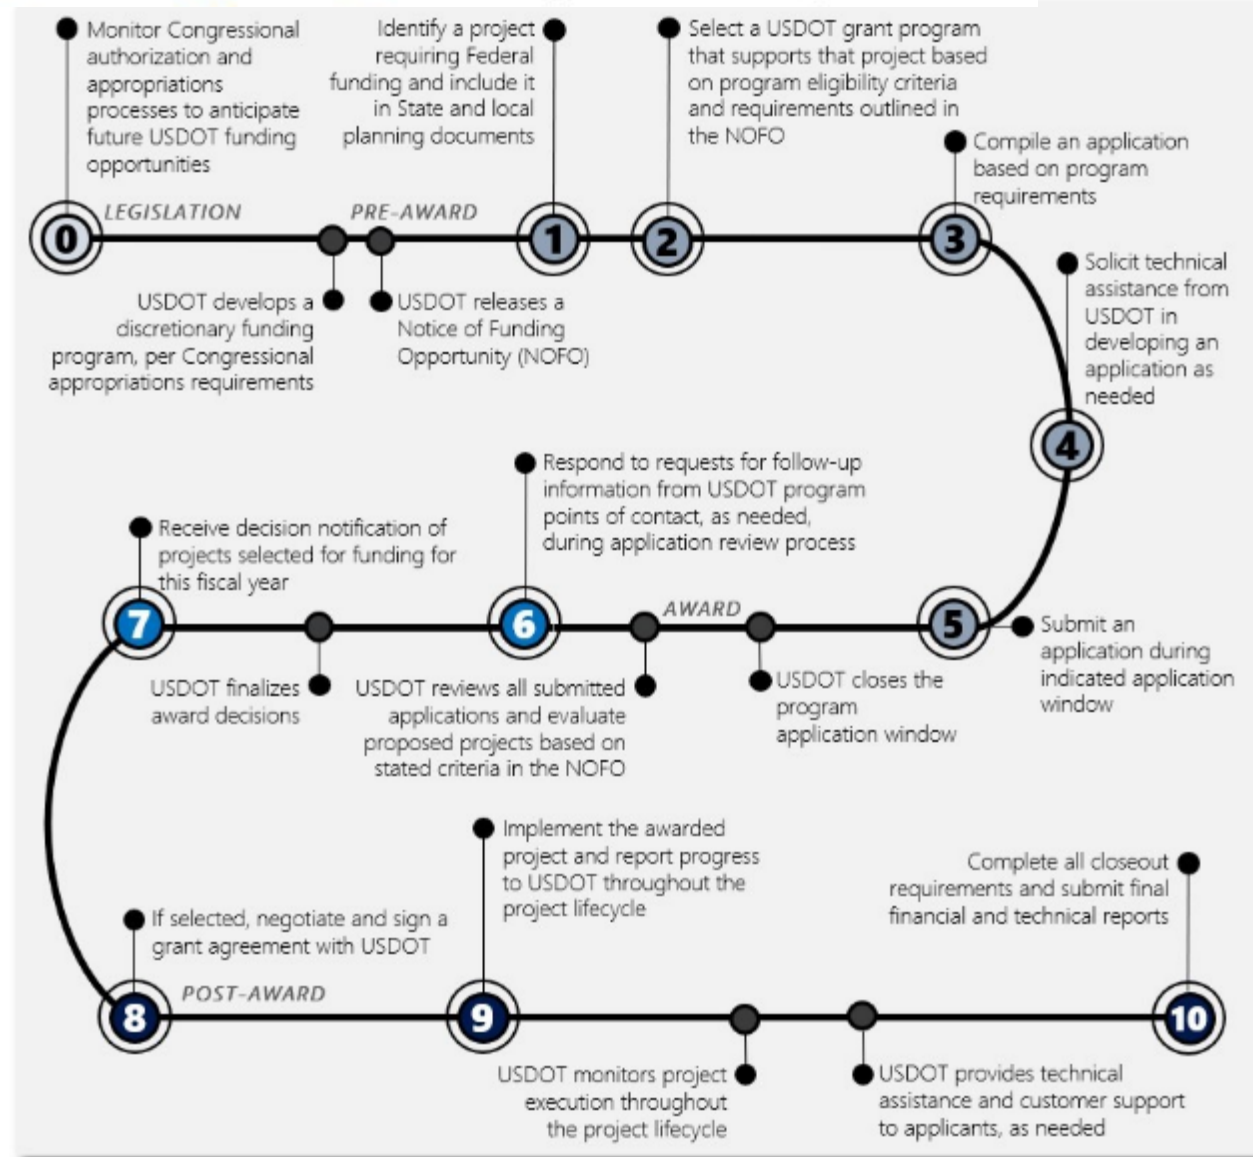 Monitor Congressional
authorization and
appropriations
processes to anticipate
future USDOT funding
opportunities
Identify a project
requiring Federal
funding and include it
in State and local
planning documents
Select a USDOT grant program
that supports that project based
on program eligibility criteria
and requirements outlined in
the NOFO
Compile an application
based on program
requirements
LEGISLATION
PRE-AWARD
0
1
2
3
USDOT develops a
discretionary funding
program, per Congressional
appropriations requirements
USDOT releases a
Notice of Funding
Opportunity (NOFO)
Solicit technical
assistance from
USDOT in
developing an
application as
needed
4
Submit an
application during
indicated application
window
5
USDOT closes the
program
application window
AWARD
USDOT reviews all submitted
applications and evaluate
proposed projects based on
stated criteria in the NOFO
Respond to requests for follow-up
information from USDOT program
points of contact, as needed,
during application review process
6
USDOT finalizes
award decisions
Receive decision notification of
projects selected for funding for
this fiscal year
7
If selected, negotiate and sign a
grant agreement with USDOT
8
POST-AWARD
Implement the awarded
project and report progress
to USDOT throughout the
project lifecycle
9
USDOT monitors project
execution throughout
the project lifecycle
USDOT provides technical
assistance and customer support
to applicants, as needed
Complete all closeout
requirements and submit final
financial and technical reports
10